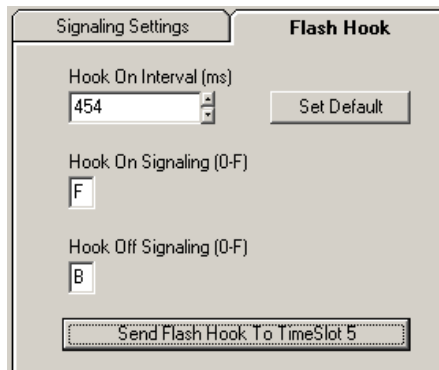 Signaling Settings Flash Hook
Hook On Interval (ms)
454 Set Default
Hook On Signaling (0-F)
F
Hook Off Signaling (0-F)
B
Send Flash Hook To TimeSlot 5